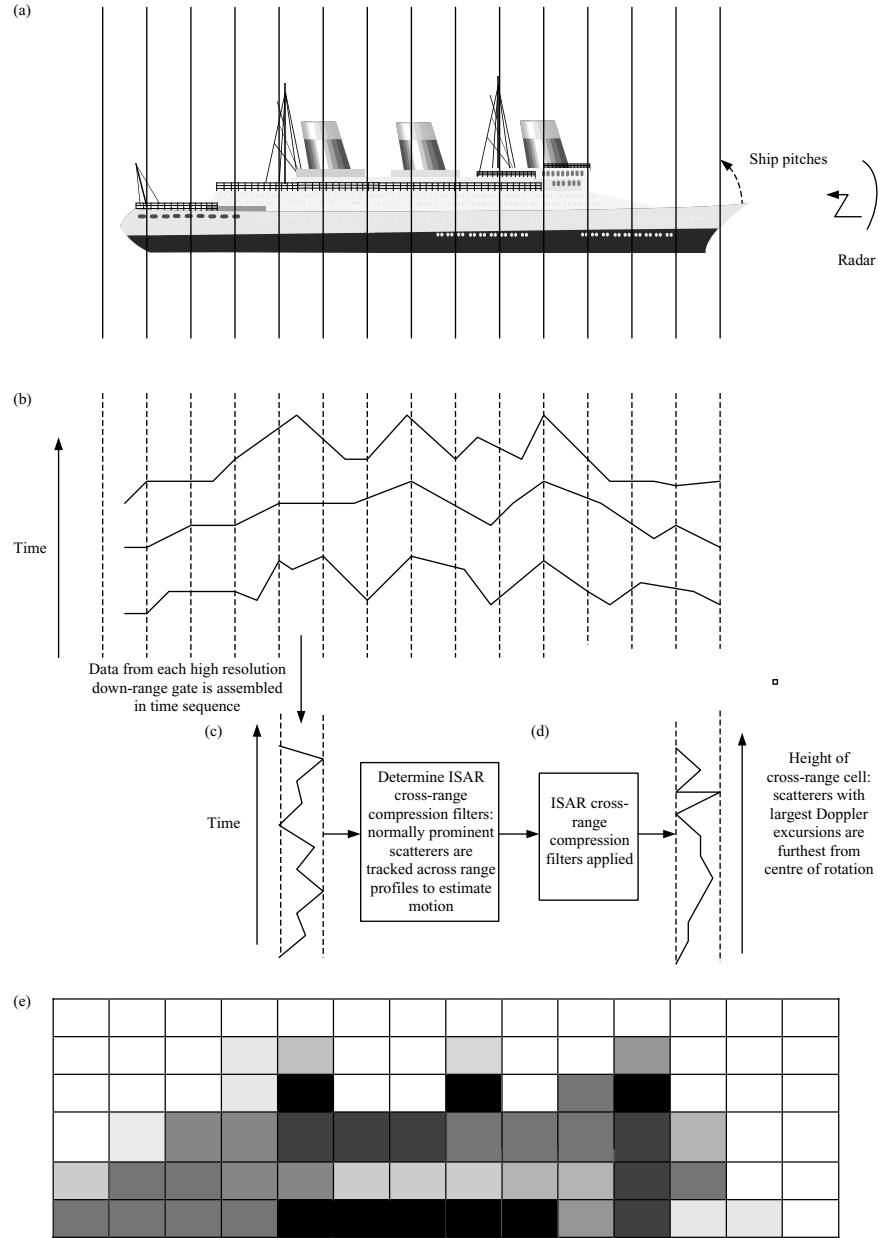 (a)
Ship pitches
Radar
(b)
Time
Data from each high resolution
down-range gate is assembled
in time sequence
(c)
(d)
Time
Determine ISAR
cross-range
compression filters:
normally prominent
scatterers are
tracked across range
profiles to estimate
motion
ISAR cross-
range
compression
filters applied
Height of
cross-range cell:
scatterers with
largest Doppler
excursions are
furthest from
centre of rotation
(e)